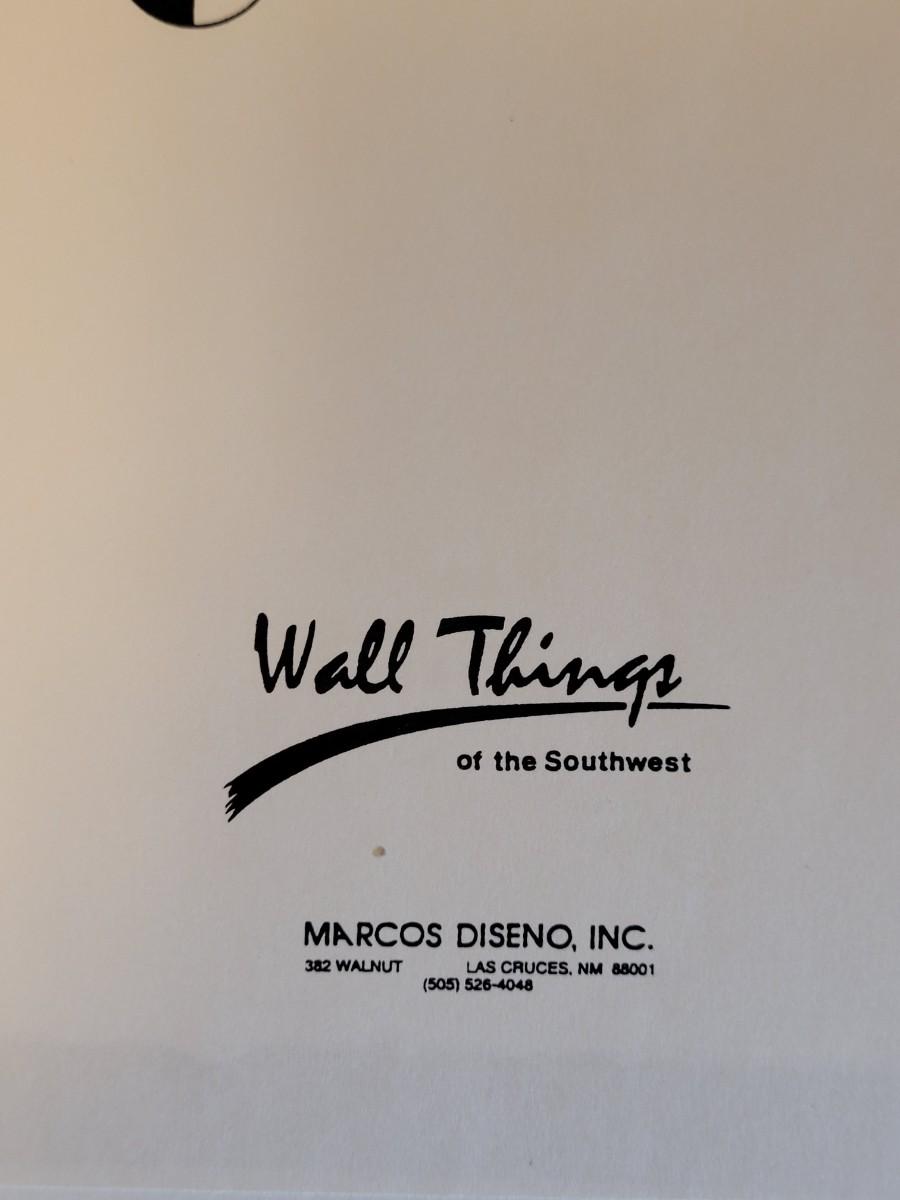 Wall Things
of the Southwest
MARCOS DISENO, INC.
382 WALNUT LAS CRUCES, NM 88001
(505) 526-4048